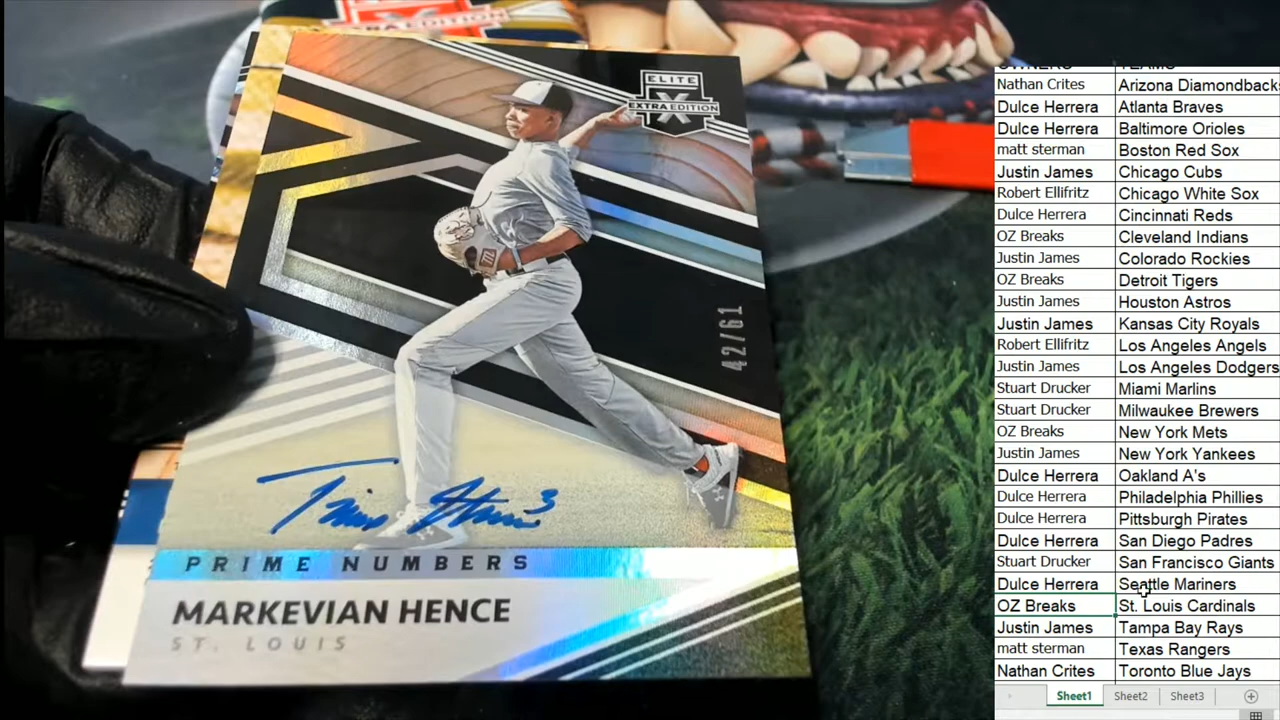 EXTRA EDITION
ELITE
X
EXTRA EDITION
42/61
PRIME NUMBERS
MARKEVIAN HENCE
ST. LOUIS
OWNERS TEAMS
Nathan Crites Arizona Diamondbacks
Dulce Herrera Atlanta Braves
Dulce Herrera Baltimore Orioles
matt sterman Boston Red Sox
Justin James Chicago Cubs
Robert Ellifritz Chicago White Sox
Dulce Herrera Cincinnati Reds
OZ Breaks Cleveland Indians
Justin James Colorado Rockies
OZ Breaks Detroit Tigers
Justin James Houston Astros
Justin James Kansas City Royals
Robert Ellifritz Los Angeles Angels
Justin James Los Angeles Dodgers
Stuart Drucker Miami Marlins
Stuart Drucker Milwaukee Brewers
OZ Breaks New York Mets
Justin James New York Yankees
Dulce Herrera Oakland A's
Dulce Herrera Philadelphia Phillies
Dulce Herrera Pittsburgh Pirates
Dulce Herrera San Diego Padres
Stuart Drucker San Francisco Giants
Dulce Herrera Seattle Mariners
OZ Breaks St. Louis Cardinals
Justin James Tampa Bay Rays
matt sterman Texas Rangers
Nathan Crites Toronto Blue Jays
Sheet1 Sheet2 Sheet3